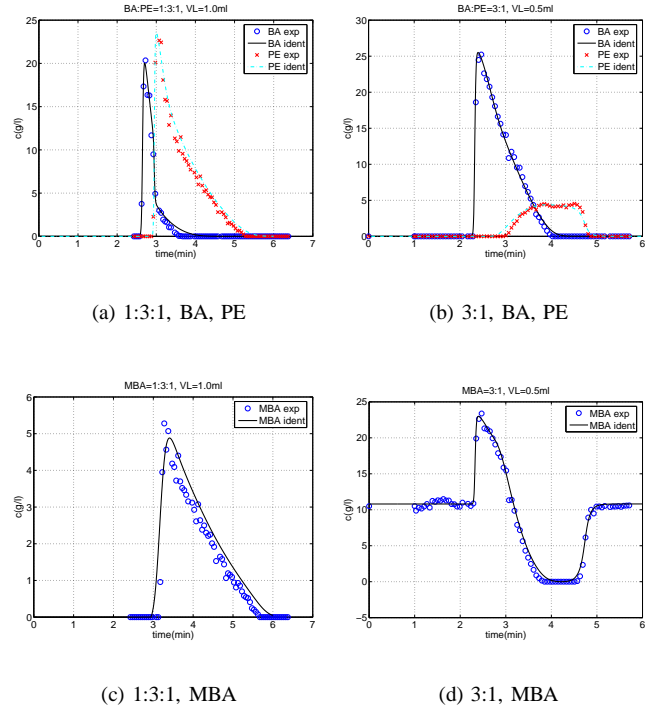 BA:PE=1:3:1, VL=1.0ml
25
20
15
10
5
0
c(g/l)
0 1 2 3 4 5 6 7
time(min)
BA exp
BA ident
PE exp
PE ident
(a) 1:3:1, BA, PE
BA:PE=3:1, VL=0.5ml
30
25
20
15
10
5
0
c(g/l)
0 1 2 3 4 5 6
time(min)
BA exp
BA ident
PE exp
PE ident
(b) 3:1, BA, PE
MBA=1:3:1, VL=1.0ml
6
5
4
3
2
1
0
c(g/l)
0 1 2 3 4 5 6 7
time(min)
MBA exp
MBA ident
(c) 1:3:1, MBA
MBA=3:1, VL=0.5ml
25
20
15
10
5
0
-5
c(g/l)
0 1 2 3 4 5 6
time(min)
MBA exp
MBA ident
(d) 3:1, MBA